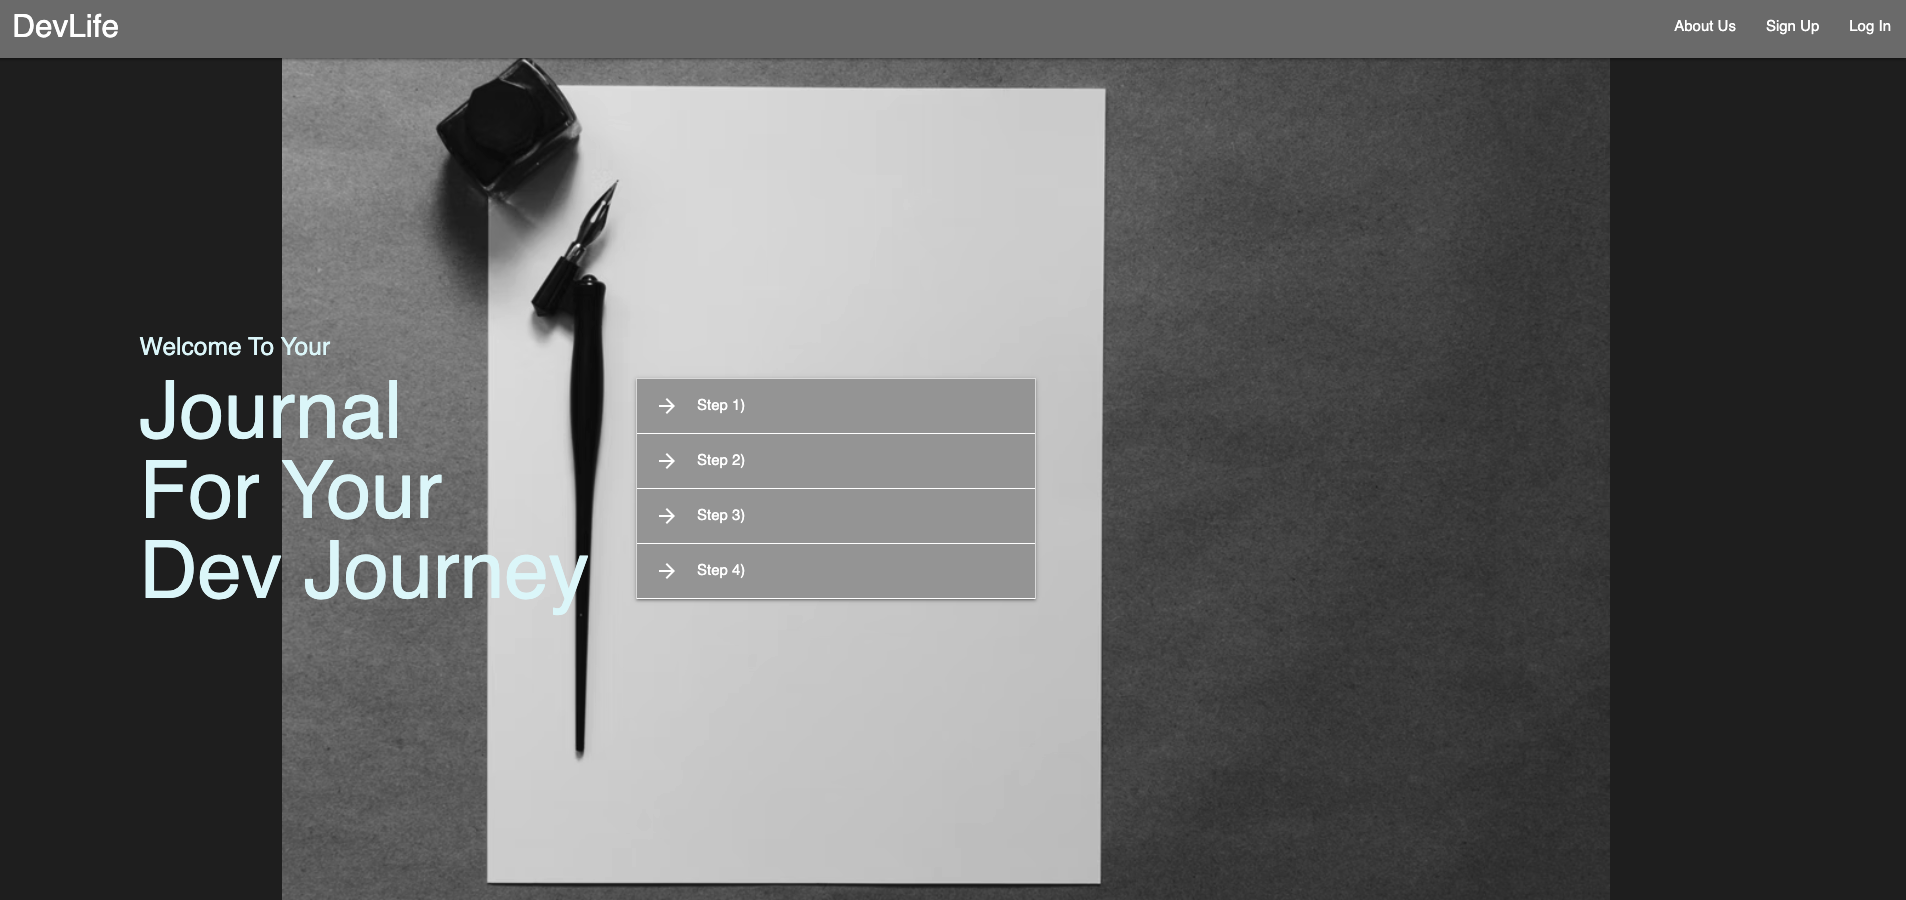 DevLife
About Us
Sign Up
Log In
Welcome To Your
Journal
For Your
Dev Journey
Step 1)
Step 2)
Step 3)
Step 4)